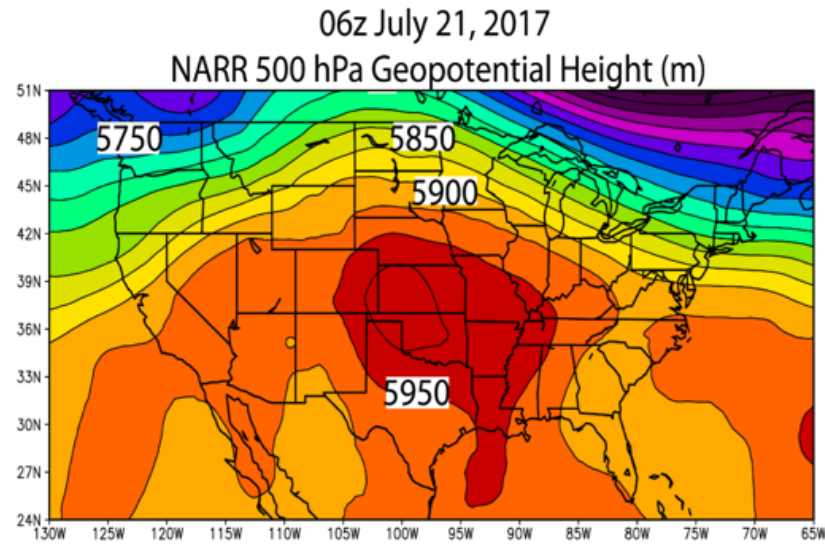 06z July 21, 2017
NARR 500 hPa Geopotential Height (m)
51N
5750
5850
48N
5900
45N
42N
39N
36N
33N
5950
30N
27N
24N
130W 125W 120W 115W 110W 105W 100W 95W 90W 85W 80W 75W 70W 65W